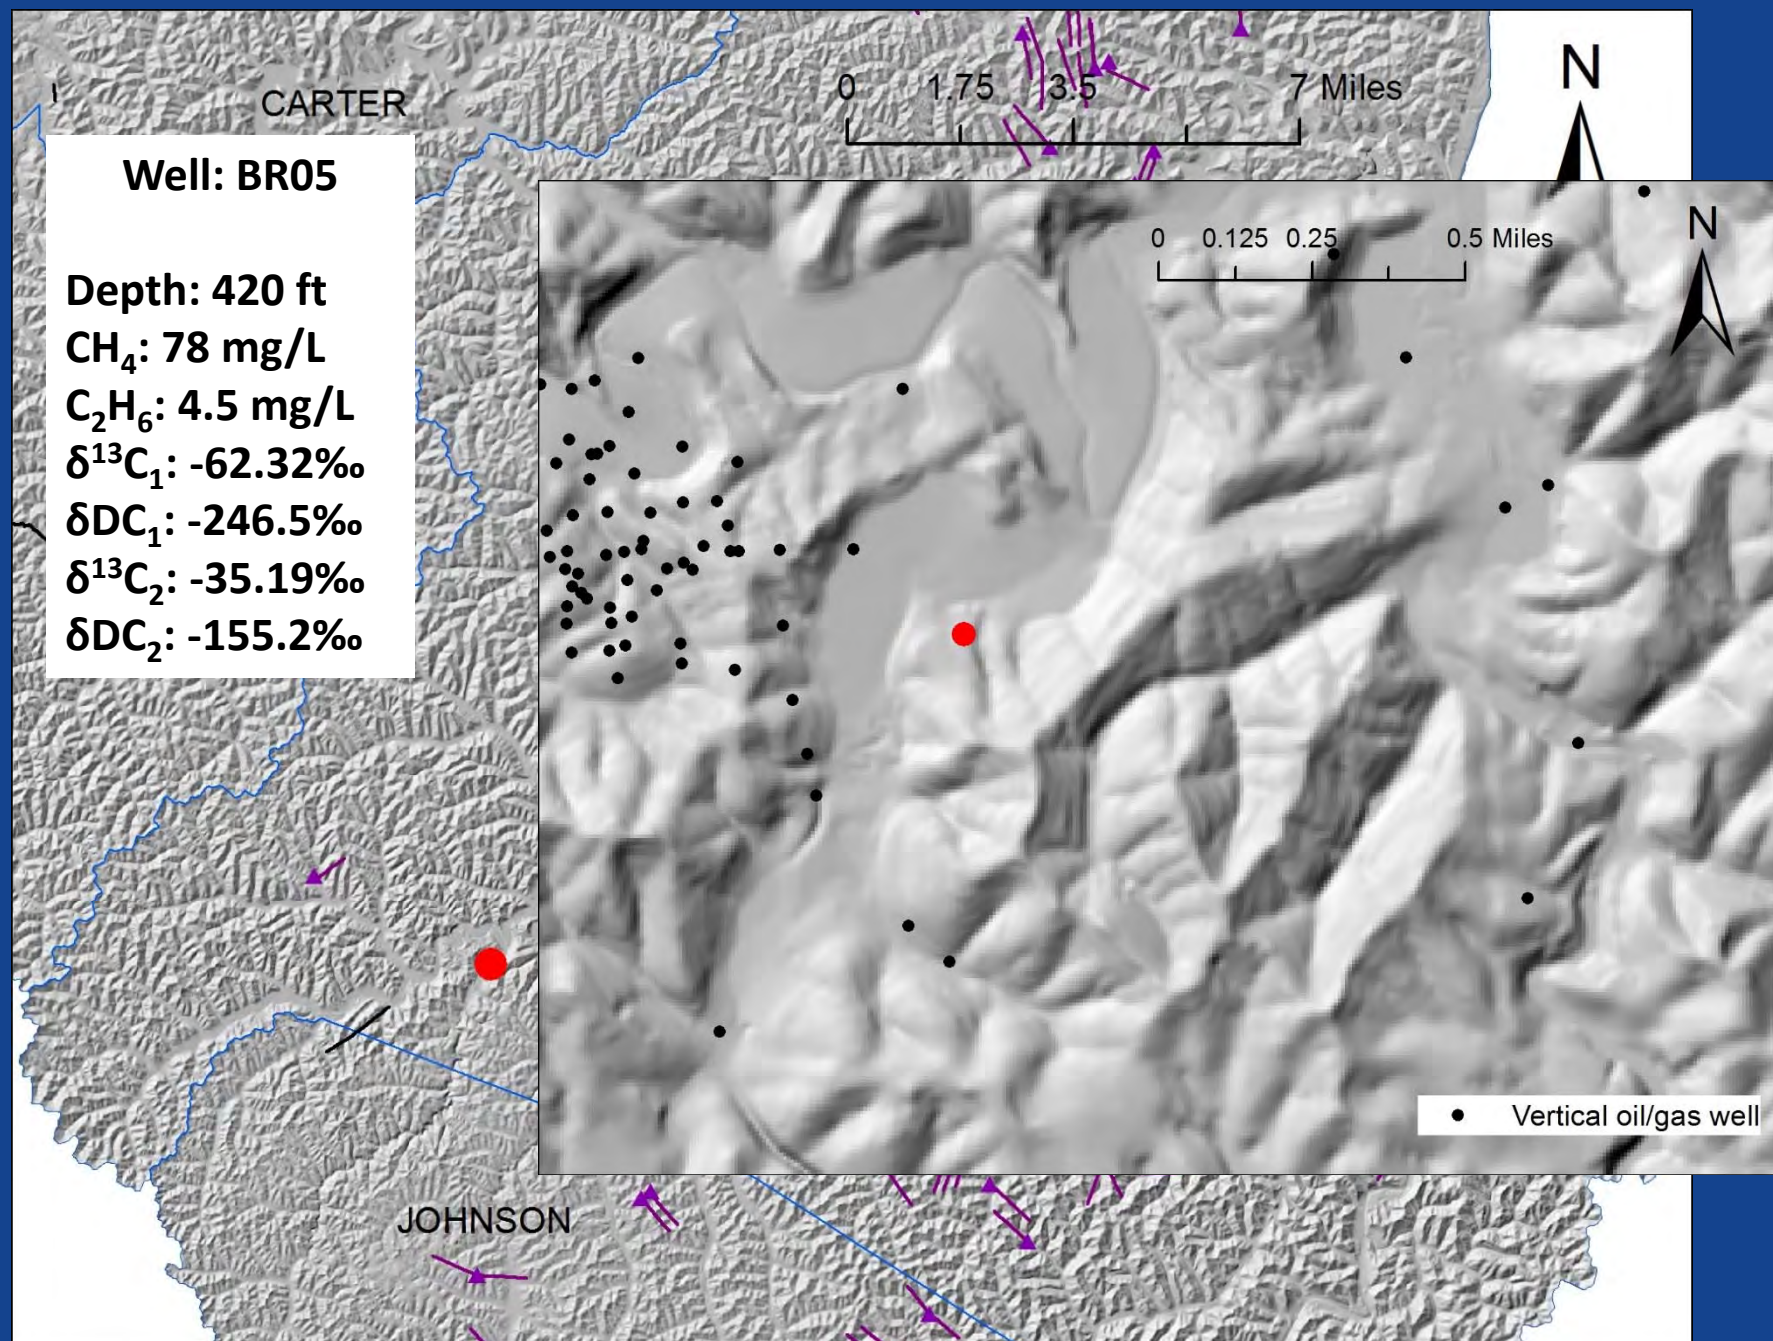 CARTER
0 1.75 3.5 7 Miles
N
Well: BR05
Depth: 420 ft
CH₄: 78 mg/L
C₂H₆: 4.5 mg/L
δ¹³C₁: -62.32‰
δDC₁: -246.5‰
δ¹³C₂: -35.19‰
δDC₂: -155.2‰
0 0.125 0.25 0.5 Miles
N
Vertical oil/gas well
JOHNSON